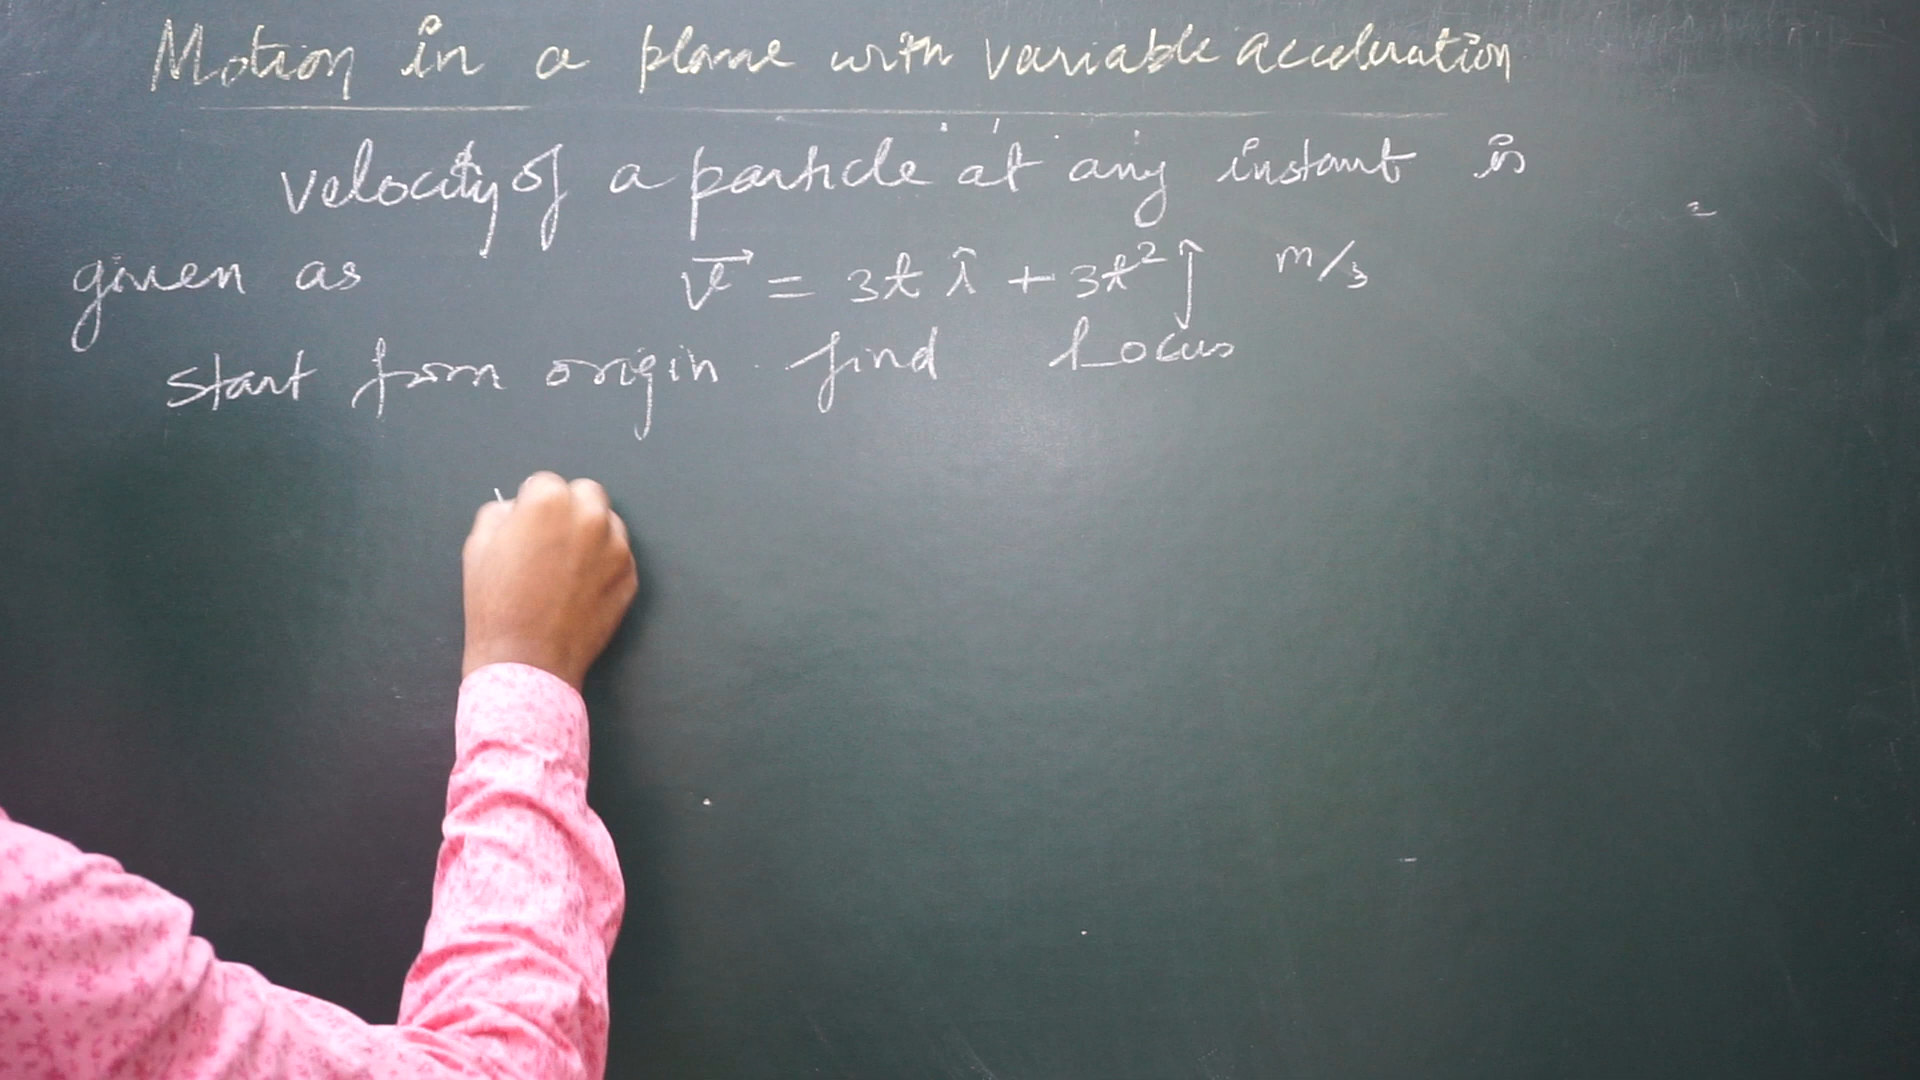 Motion in a plane with variable acceleration
velocity of a particle at any instant is
given as v⃗ = 3t î + 3t² ĵ m/s
start from origin. find Locus